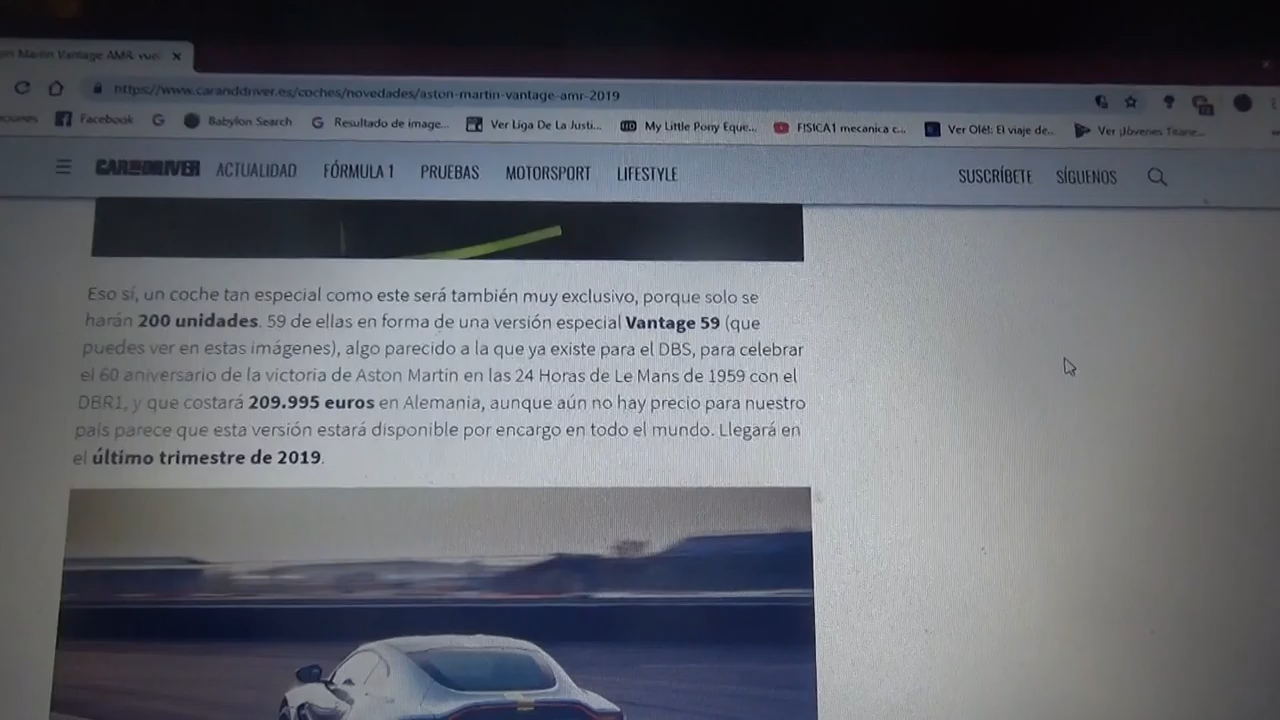 Martin Vantage AMR: vue
https://www.caranddriver.es/coches/novedades/aston-martin-vantage-amr-2019
Facebook
Babylon Search
Resultado de image...
Ver Liga De La Justi...
My Little Pony Eque...
FISICA1 mecanica c...
Ver Olé!: El viaje de...
Ver ¡Jóvenes Titane...
CAR AND DRIVER ACTUALIDAD FÓRMULA 1 PRUEBAS MOTORSPORT LIFESTYLE SUSCRÍBETE SÍGUENOS
Eso sí, un coche tan especial como este será también muy exclusivo, porque solo se
harán 200 unidades. 59 de ellas en forma de una versión especial Vantage 59 (que
puedes ver en estas imágenes), algo parecido a la que ya existe para el DBS, para celebrar
el 60 aniversario de la victoria de Aston Martin en las 24 Horas de Le Mans de 1959 con el
DBR1, y que costará 209.995 euros en Alemania, aunque aún no hay precio para nuestro
país parece que esta versión estará disponible por encargo en todo el mundo. Llegará en
el último trimestre de 2019.